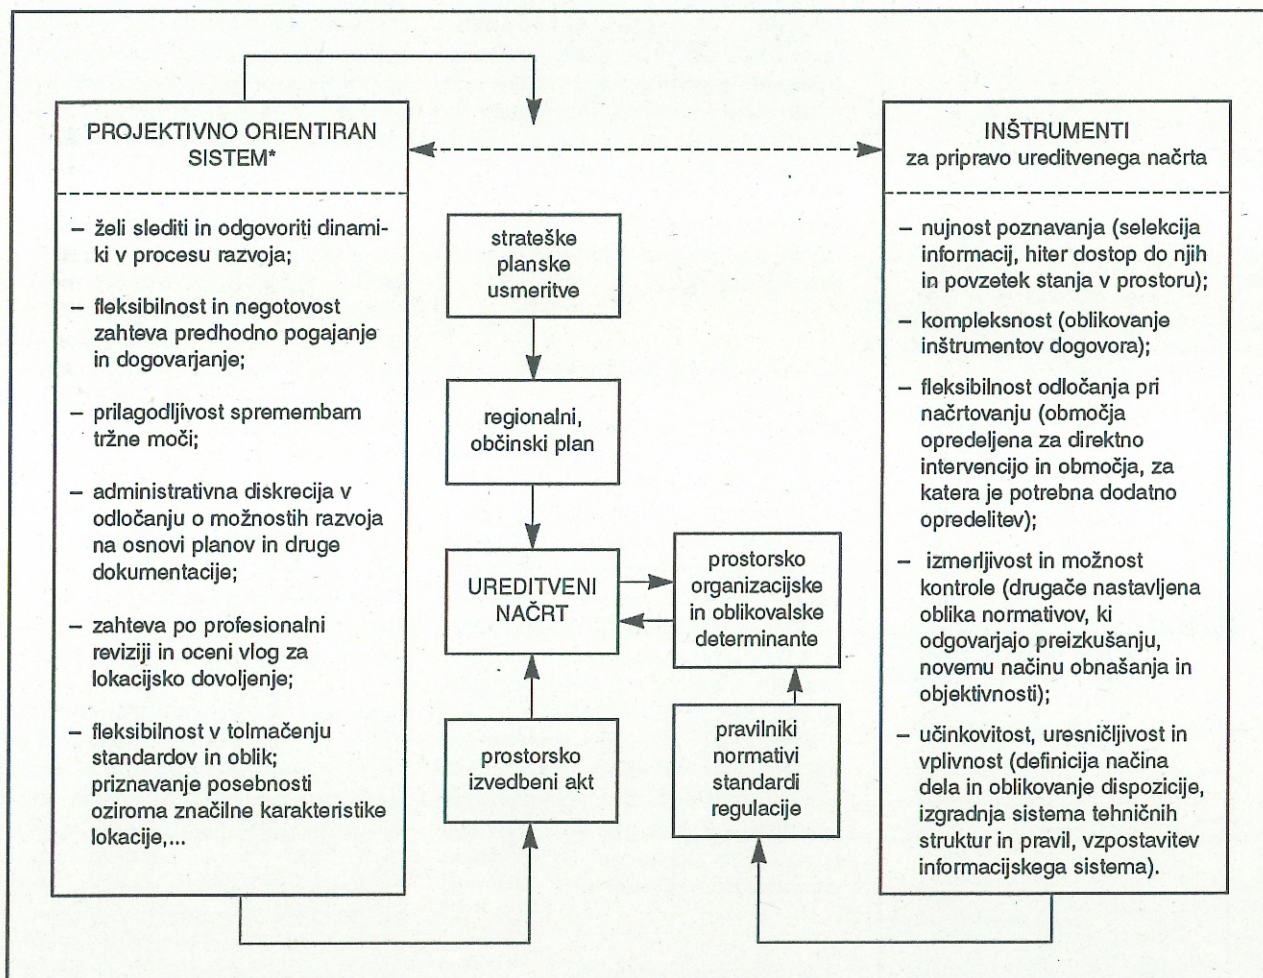 PROJEKTIVNO ORIENTIRAN
SISTEM*
– želi slediti in odgovoriti dinami-
ki v procesu razvoja;
– fleksibilnost in negotovost
zahteva predhodno pogajanje
in dogovarjanje;
– prilagodljivost spremembam
tržne moči;
– administrativna diskrecija v
odločanju o možnostih razvoja
na osnovi planov in druge
dokumentacije;
– zahteva po profesionalni
reviziji in oceni vlog za
lokacijsko dovoljenje;
– fleksibilnost v tolmačenju
standardov in oblik;
priznavanje posebnosti
oziroma značilne karakteristike
lokacije,...
strateške
planske
usmeritve
regionalni,
občinski plan
UREDITVENI
NAČRT
prostorsko
izvedbeni akt
prostorsko
organizacijske
in oblikovalske
determinante
pravilniki
normativi
standardi
regulacije
INŠTRUMENTI
za pripravo ureditvenega načrta
– nujnost poznavanja (selekcija
informacij, hiter dostop do njih
in povzetek stanja v prostoru);
– kompleksnost (oblikovanje
inštrumentov dogovora);
– fleksibilnost odločanja pri
načrtovanju (območja
opredeljena za direktno
intervencijo in območja, za
katera je potrebna dodatno
opredelitev);
– izmerljivost in možnost
kontrole (drugače nastavljena
oblika normativov, ki
odgovarjajo preizkušanju,
novemu načinu obnašanja in
objektivnosti);
– učinkovitost, uresničljivost in
vplivnost (definicija načina
dela in oblikovanje dispozicije,
izgradnja sistema tehničnih
struktur in pravil, vzpostavitev
informacijskega sistema).